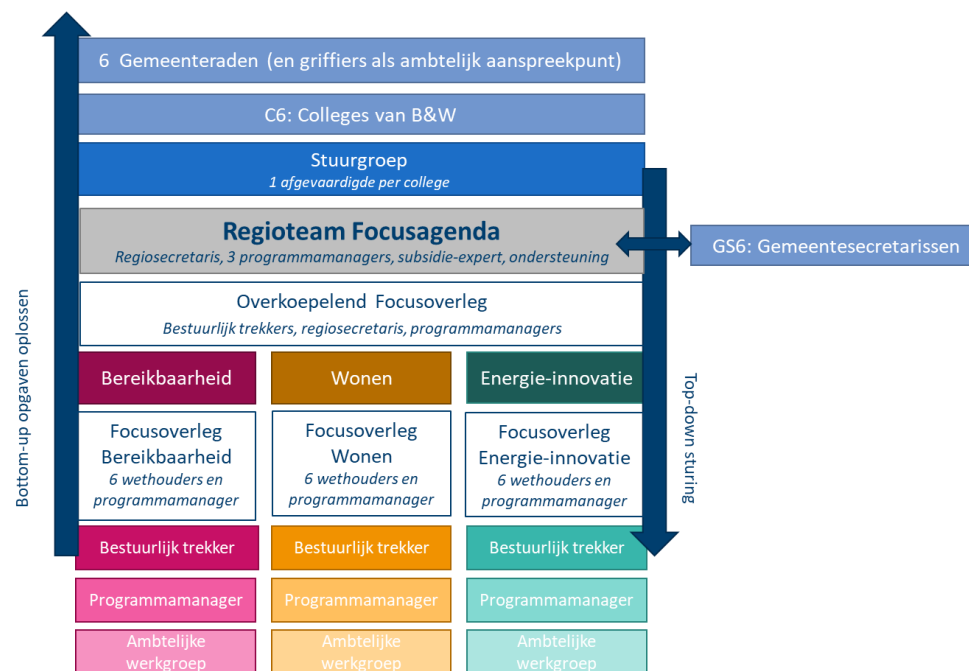 6 Gemeenteraden (en griffiers als ambtelijk aanspreekpunt)
C6: Colleges van B&W
Stuurgroep
1 afgevaardigde per college
Regioteam Focusagenda
Regiosecretaris, 3 programmamanagers, subsidie-expert, ondersteuning
GS6: Gemeentesecretarissen
Overkoepelend Focusoverleg
Bestuurlijk trekkers, regiosecretaris, programmamanagers
Bottom-up opgaven oplossen
Top-down sturing
Bereikbaarheid
Wonen
Energie-innovatie
Focusoverleg
Bereikbaarheid
6 wethouders en
programmamanager
Focusoverleg
Wonen
6 wethouders en
programmamanager
Focusoverleg
Energie-innovatie
6 wethouders en
programmamanager
Bestuurlijk trekker
Bestuurlijk trekker
Bestuurlijk trekker
Programmamanager
Programmamanager
Programmamanager
Ambtelijke
werkgroep
Ambtelijke
werkgroep
Ambtelijke
werkgroep